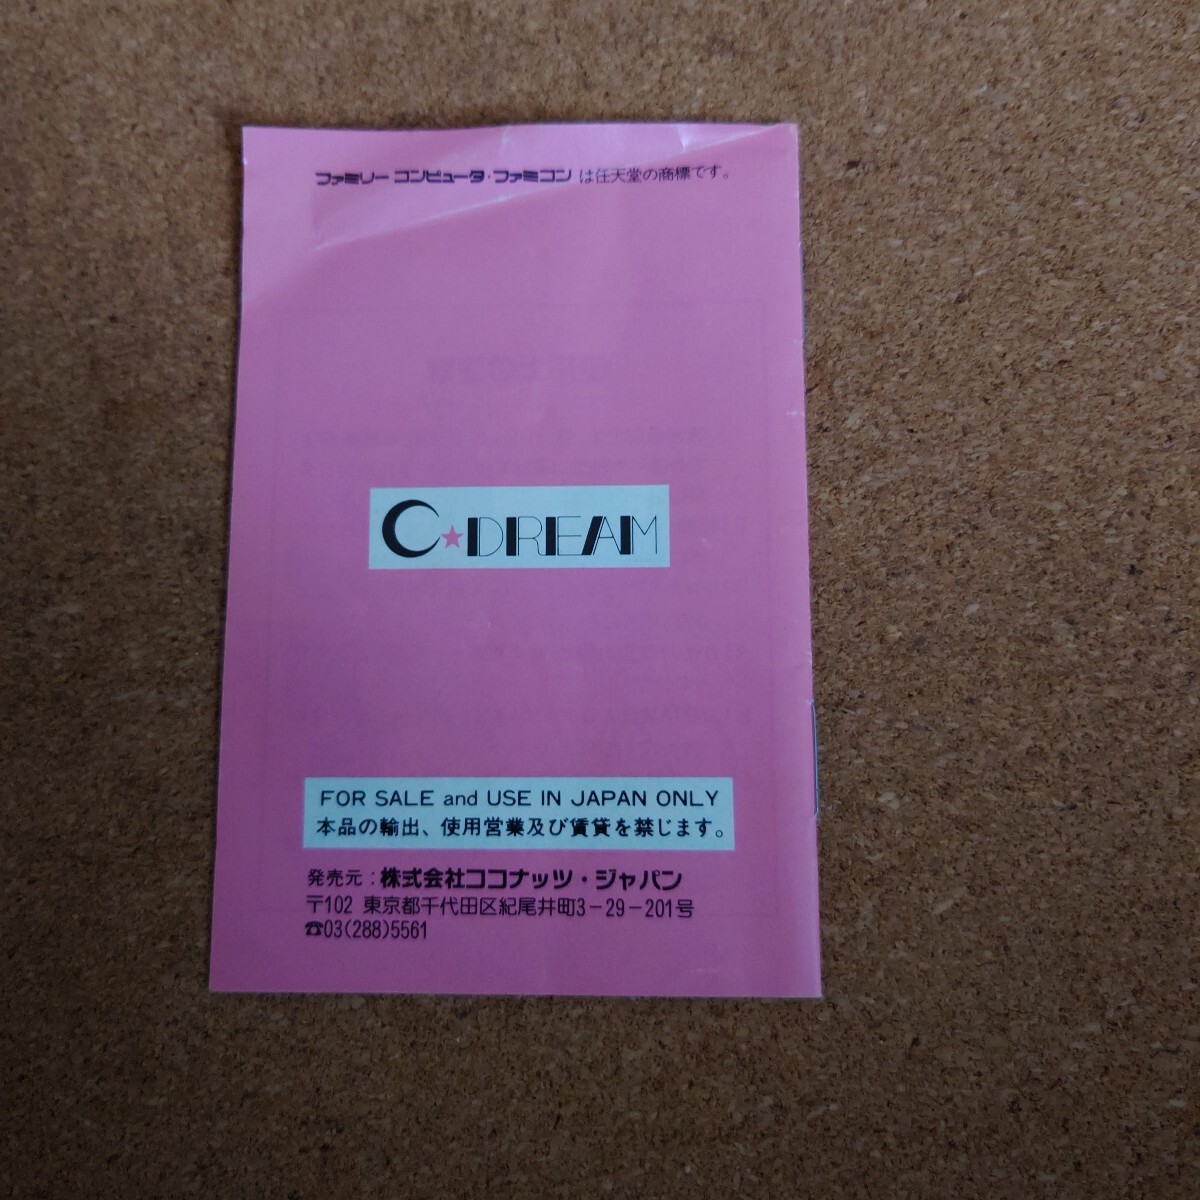 ファミリーコンピュータ・ファミコンは任天堂の商標です。
C★DREAM
FOR SALE and USE IN JAPAN ONLY
本品の輸出、使用営業及び賃貸を禁じます。
発売元：株式会社ココナッツ・ジャパン
〒102 東京都千代田区紀尾井町3－29－201号
☎03(288)5561